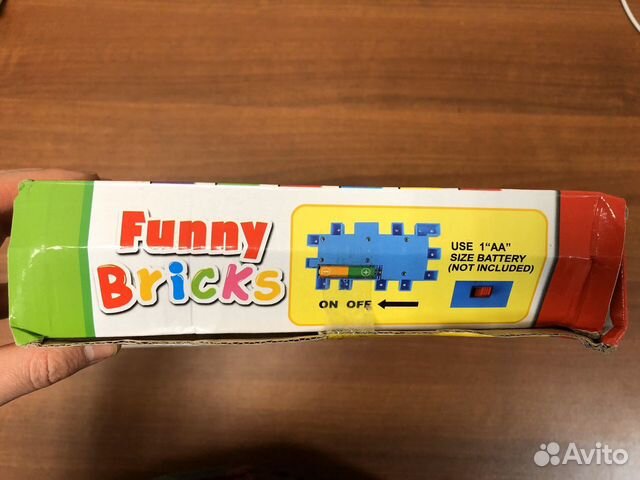 Funny
Bricks
USE 1"AA"
SIZE BATTERY
(NOT INCLUDED)
ON OFF
Avito